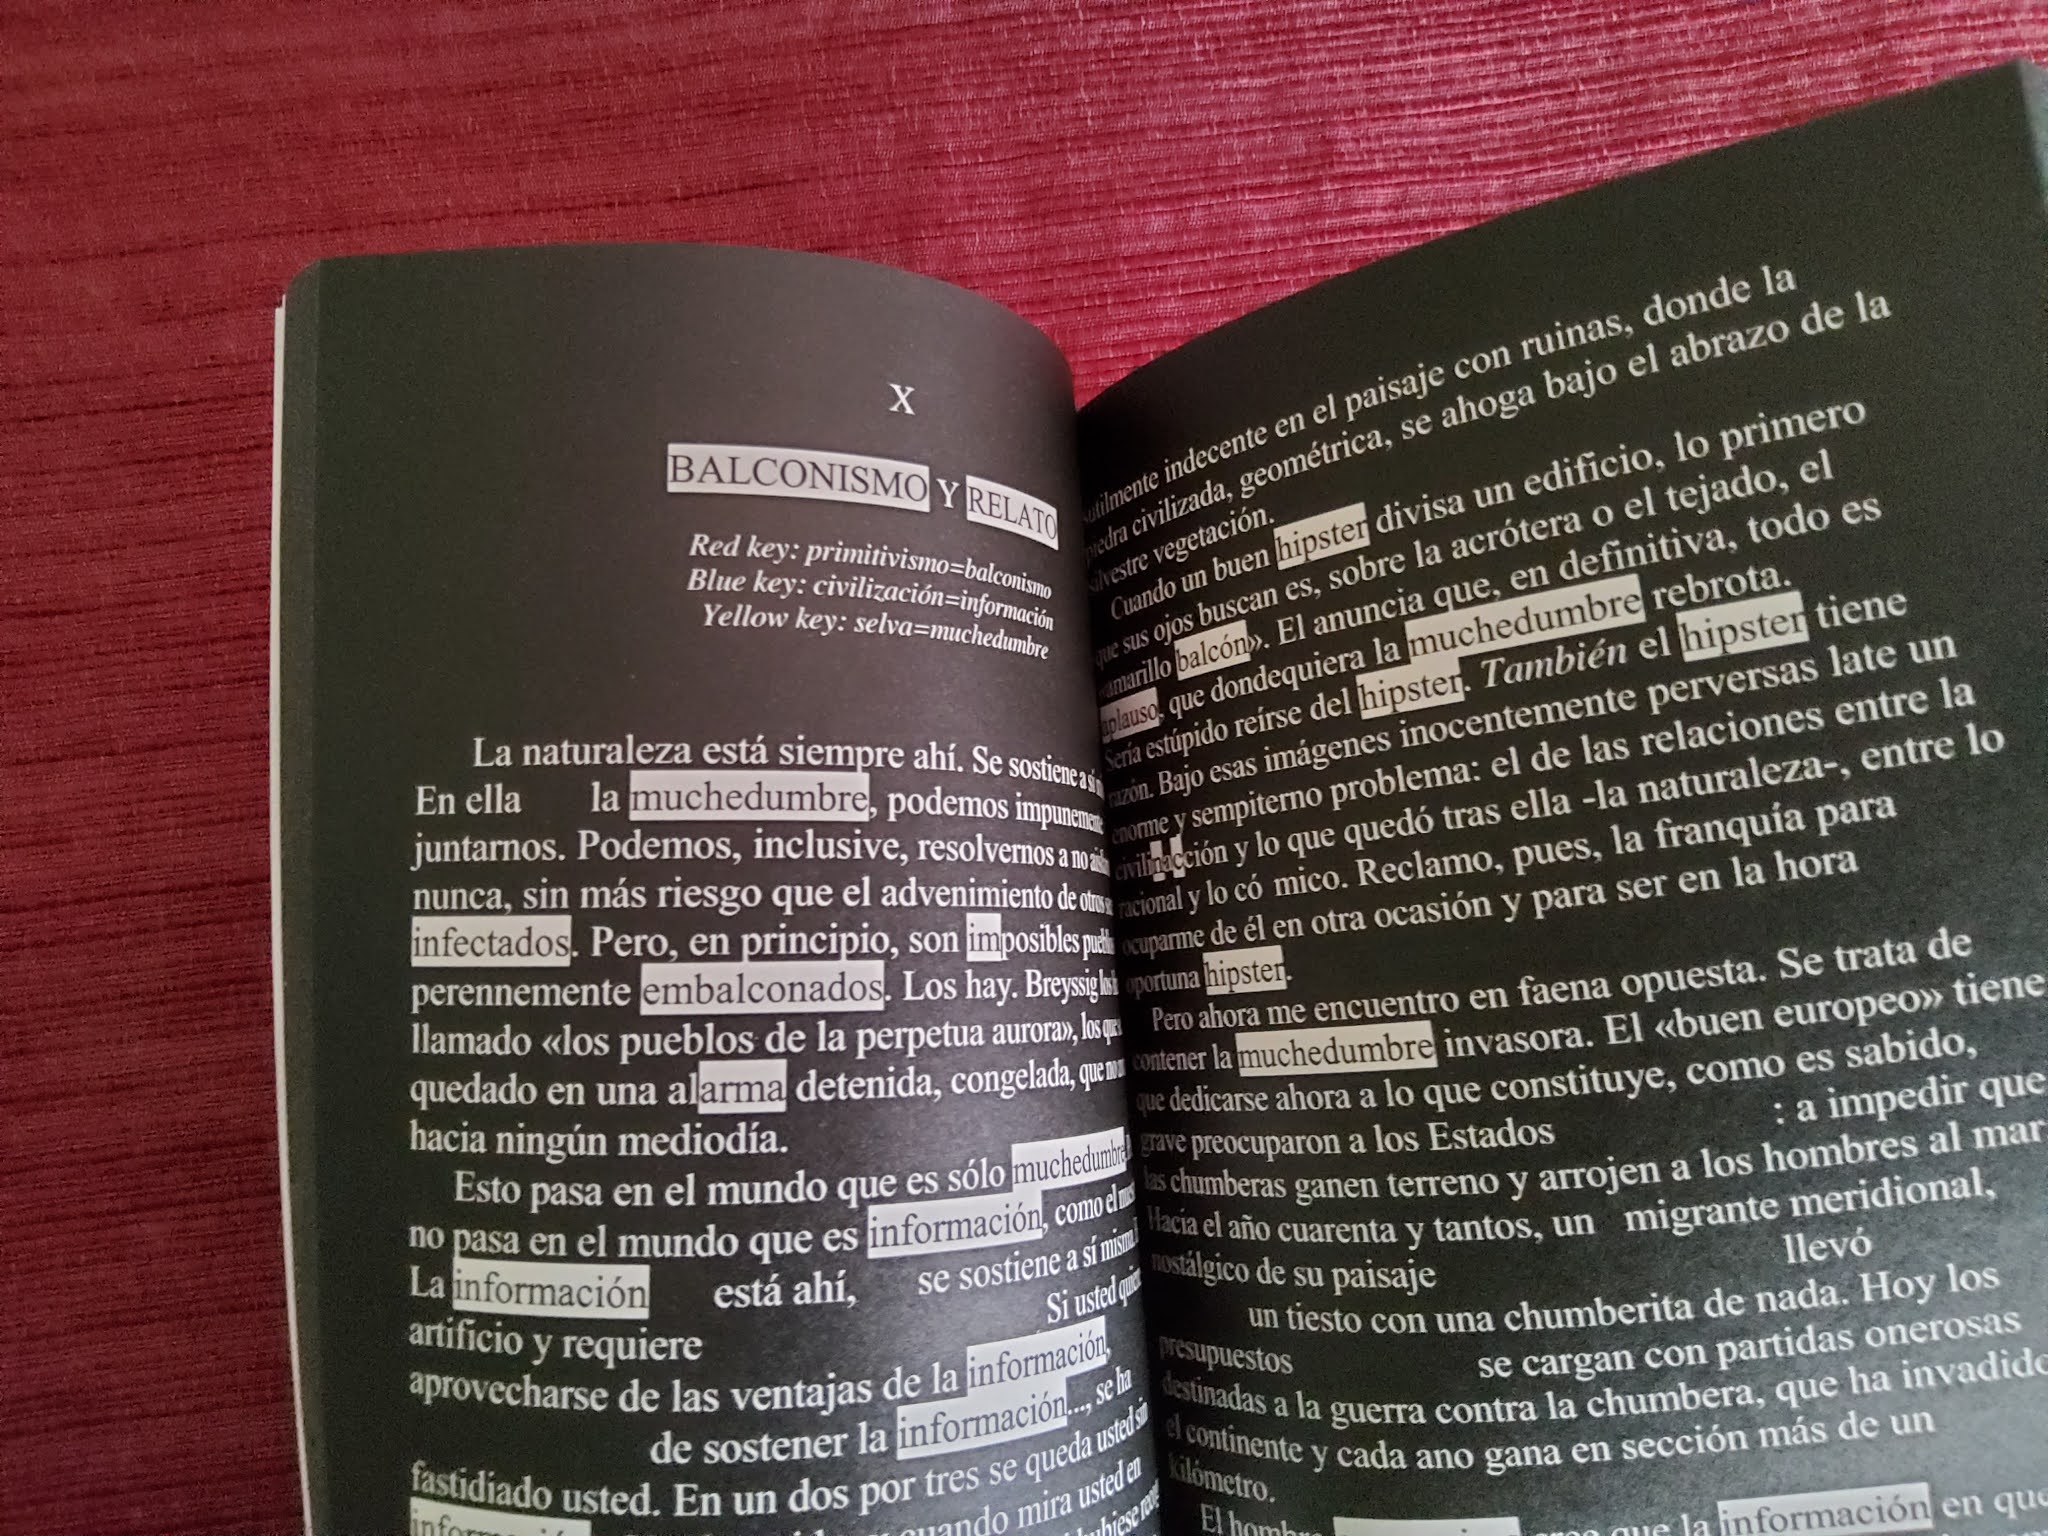 X
BALCONISMO Y RELATO
Red key: primitivismo=balconismo
Blue key: civilización=información
Yellow key: selva=muchedumbre
La naturaleza está siempre ahí. Se sostiene a sí
En ella la muchedumbre, podemos impunemente
juntarnos. Podemos, inclusive, resolvernos a no
nunca, sin más riesgo que el advenimiento de otros
infectados. Pero, en principio, son imposibles
perennemente embalconados. Los hay. Breyssig los
llamado «los pueblos de la perpetua aurora», los
quedado en una alarma detenida, congelada, que no
hacia ningún mediodía.
Esto pasa en el mundo que es sólo muchedumbre
no pasa en el mundo que es información, como el
La información está ahí, se sostiene a sí misma.
artificio y requiere Si usted
aprovecharse de las ventajas de la información,
de sostener la información..., se ha
fastidiado usted. En un dos por tres se queda usted sin
cuando mira usted en
sutilmente indecente en el paisaje con ruinas, donde la
piedra civilizada, geométrica, se ahoga bajo el abrazo de la
silvestre vegetación.
Cuando un buen hipster divisa un edificio, lo primero
que sus ojos buscan es, sobre la acrótera o el tejado, el
«amarillo balcón». El anuncia que, en definitiva, todo es
aplauso, que dondequiera la muchedumbre rebrota.
Sería estúpido reírse del hipster. También el hipster tiene
razón. Bajo esas imágenes inocentemente perversas late un
enorme y sempiterno problema: el de las relaciones entre la
y lo que quedó tras ella -la naturaleza-, entre lo
racional y lo có mico. Reclamo, pues, la franquía para
ocuparme de él en otra ocasión y para ser en la hora
oportuna hipster.
Pero ahora me encuentro en faena opuesta. Se trata de
contener la muchedumbre invasora. El «buen europeo» tiene
que dedicarse ahora a lo que constituye, como es sabido,
grave preocuparon a los Estados : a impedir que
las chumberas ganen terreno y arrojen a los hombres al mar
Hacia el año cuarenta y tantos, un migrante meridional,
nostálgico de su paisaje llevó
un tiesto con una chumberita de nada. Hoy los
presupuestos se cargan con partidas onerosas
destinadas a la guerra contra la chumbera, que ha invadido
el continente y cada ano gana en sección más de un
kilómetro.
que la información en que